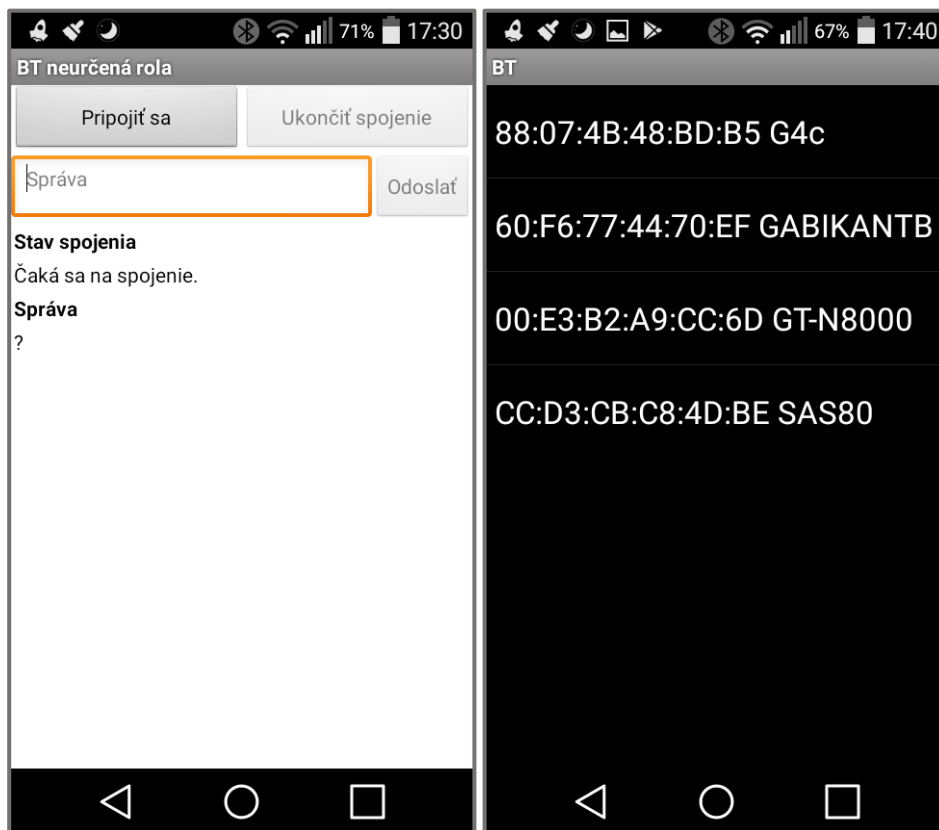 71% 17:30
BT neurčená rola
Pripojiť sa
Ukončiť spojenie
Správa
Odoslať
Stav spojenia
Čaká sa na spojenie.
Správa
?
67% 17:40
BT
88:07:4B:48:BD:B5 G4c
60:F6:77:44:70:EF GABIKANTB
00:E3:B2:A9:CC:6D GT-N8000
CC:D3:CB:C8:4D:BE SAS80